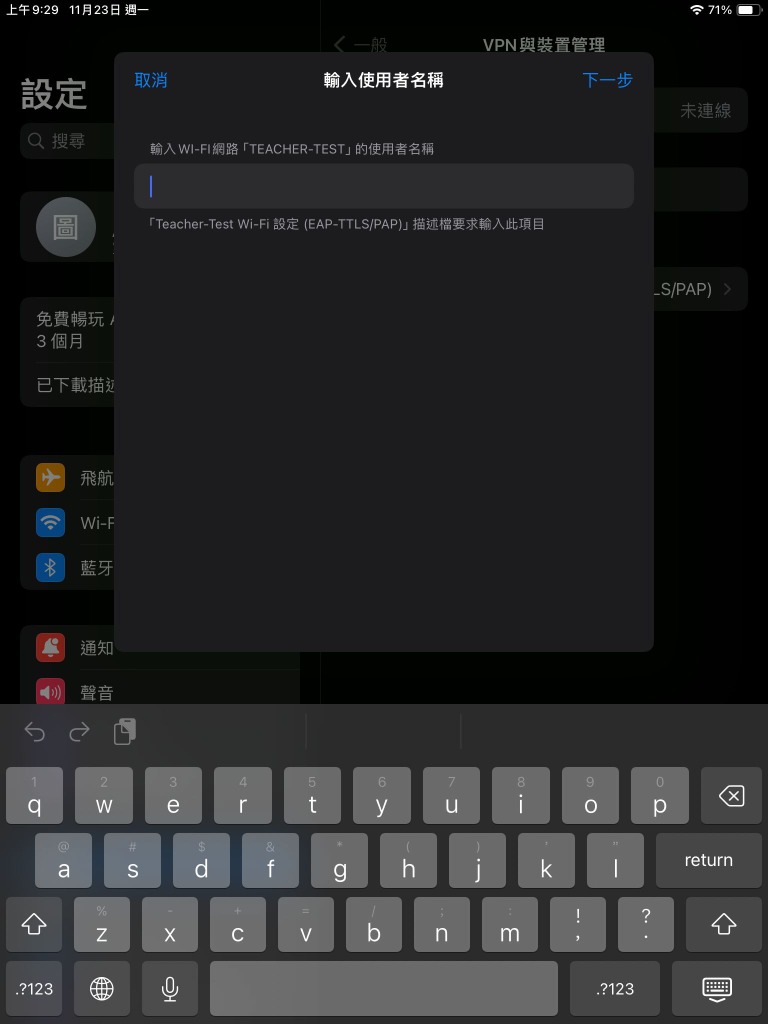 上午9:29 11月23日 週一
71%
一般
VPN與裝置管理
設定
取消
輸入使用者名稱
下一步
未連線
搜尋
輸入WI-FI網路「TEACHER-TEST」的使用者名稱
「Teacher-Test Wi-Fi 設定 (EAP-TTLS/PAP)」描述檔要求輸入此項目
圖
LS/PAP)
免費暢玩 A
3 個月
已下載描述
飛航
Wi-F
藍牙
通知
聲音
1 2 3 4 5 6 7 8 9 0
q w e r t y u i o p
@ # $ & * ( ) ' "
a s d f g h j k l return
% - + = / ; : ! ?
z x c v b n m , .
.?123 .?123